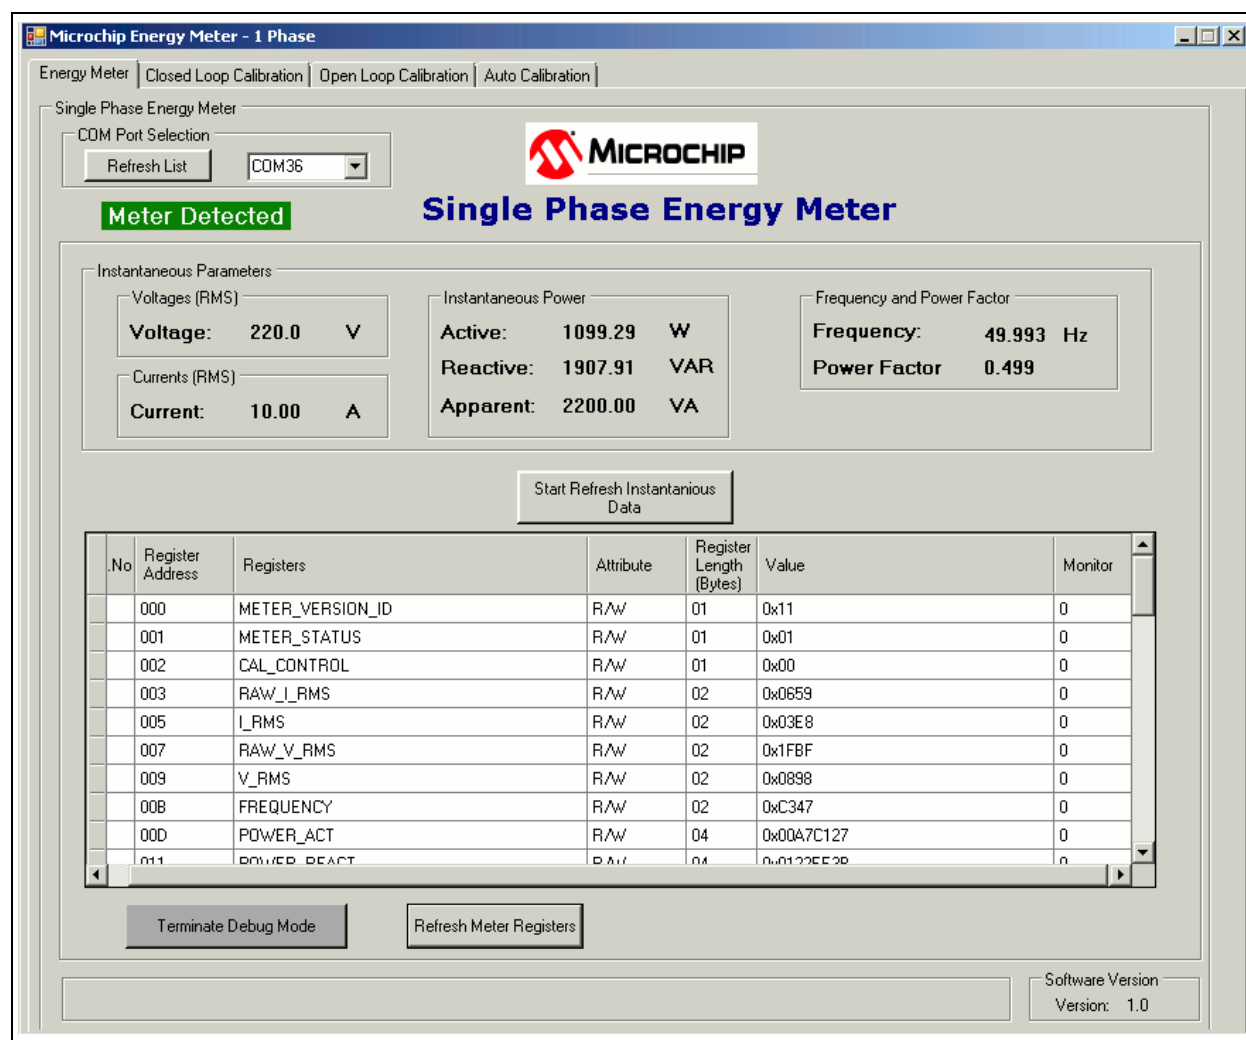 Microchip Energy Meter - 1 Phase
Energy Meter Closed Loop Calibration Open Loop Calibration Auto Calibration
Single Phase Energy Meter
COM Port Selection
Refresh List COM36
MICROCHIP
Meter Detected
Single Phase Energy Meter
Instantaneous Parameters
Voltages (RMS)
Voltage: 220.0 V
Currents (RMS)
Current: 10.00 A
Instantaneous Power
Active: 1099.29 W
Reactive: 1907.91 VAR
Apparent: 2200.00 VA
Frequency and Power Factor
Frequency: 49.993 Hz
Power Factor 0.499
Start Refresh Instantanious
Data
.No Register Address Registers Attribute Register Length (Bytes) Value Monitor
000 METER_VERSION_ID R/W 01 0x11 0
001 METER_STATUS R/W 01 0x01 0
002 CAL_CONTROL R/W 01 0x00 0
003 RAW_I_RMS R/W 02 0x0659 0
005 I_RMS R/W 02 0x03E8 0
007 RAW_V_RMS R/W 02 0x1FBF 0
009 V_RMS R/W 02 0x0898 0
00B FREQUENCY R/W 02 0xC347 0
00D POWER_ACT R/W 04 0x00A7C127 0
011 POWER_REACT R/W 04 0
Terminate Debug Mode Refresh Meter Registers
Software Version
Version: 1.0